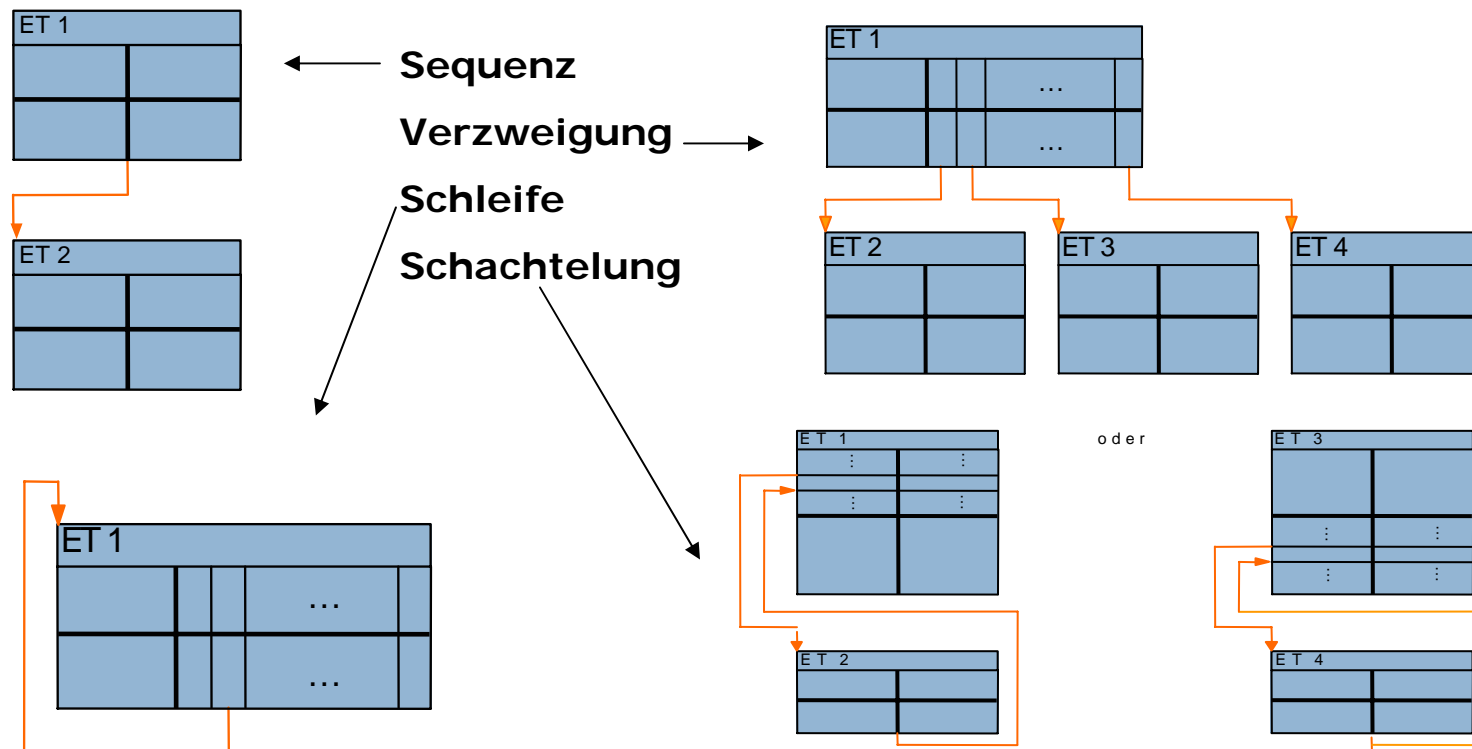 ET 1
ET 2
Sequenz
Verzweigung
Schleife
Schachtelung
ET 1
...
...
ET 2
ET 3
ET 4
ET 1
...
...
ET 1
... ...
... ...
ET 2
oder
ET 3
... ...
... ...
ET 4